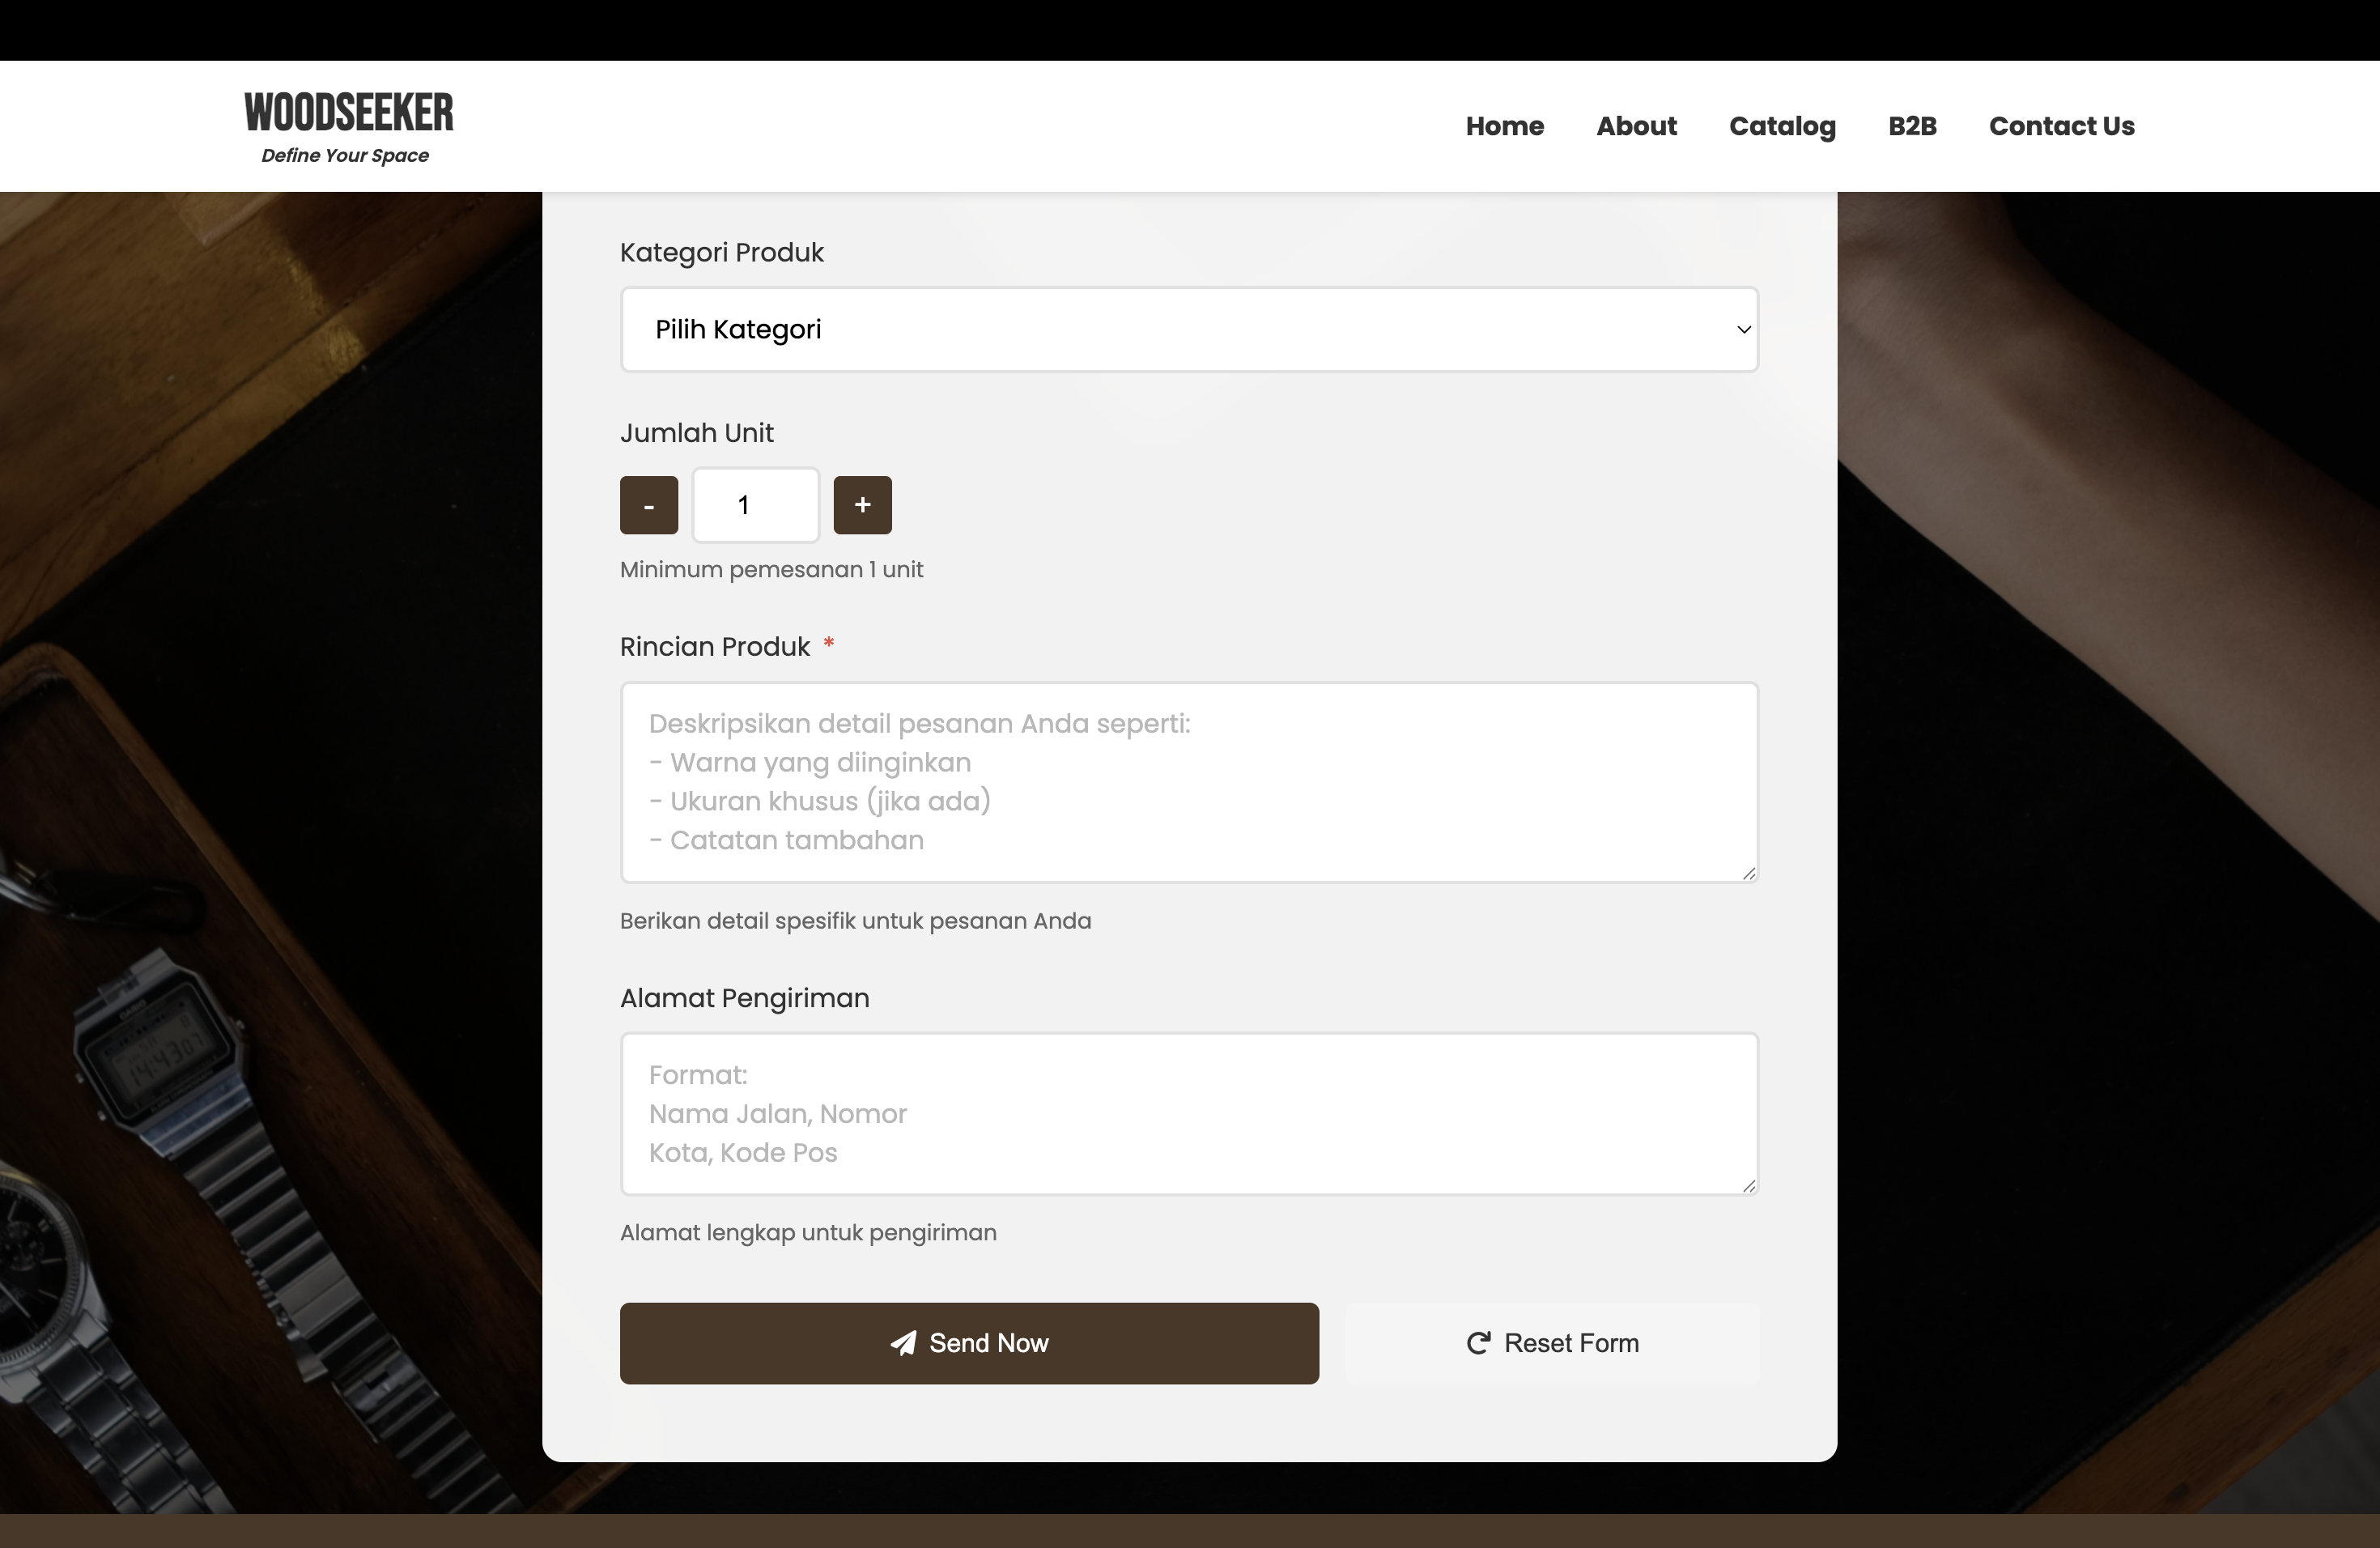 WOODSEEKER
Define Your Space
Home About Catalog B2B Contact Us
Kategori Produk
Pilih Kategori
Jumlah Unit
- 1 +
Minimum pemesanan 1 unit
Rincian Produk *
Deskripsikan detail pesanan Anda seperti:
- Warna yang diinginkan
- Ukuran khusus (jika ada)
- Catatan tambahan
Berikan detail spesifik untuk pesanan Anda
Alamat Pengiriman
Format:
Nama Jalan, Nomor
Kota, Kode Pos
Alamat lengkap untuk pengiriman
Send Now
Reset Form
CASIO
14:4307